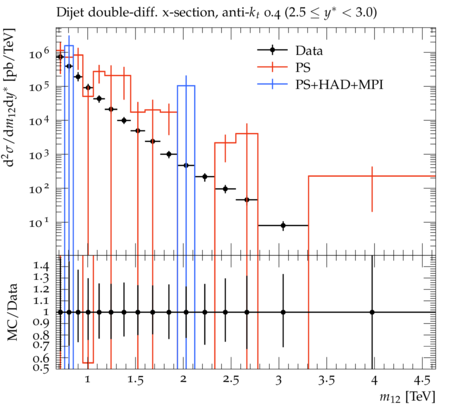 Dijet double-diff. x-section, anti-kt 0.4 (2.5 ≤ y* < 3.0)
d²σ/dm₁₂dy* [pb/TeV]
10⁶
10⁵
10⁴
10³
10²
10¹
Data
PS
PS+HAD+MPI
MC/Data
1.4
1.3
1.2
1.1
1
0.9
0.8
0.7
0.6
0.5
1 1.5 2 2.5 3 3.5 4 4.5
m₁₂ [TeV]